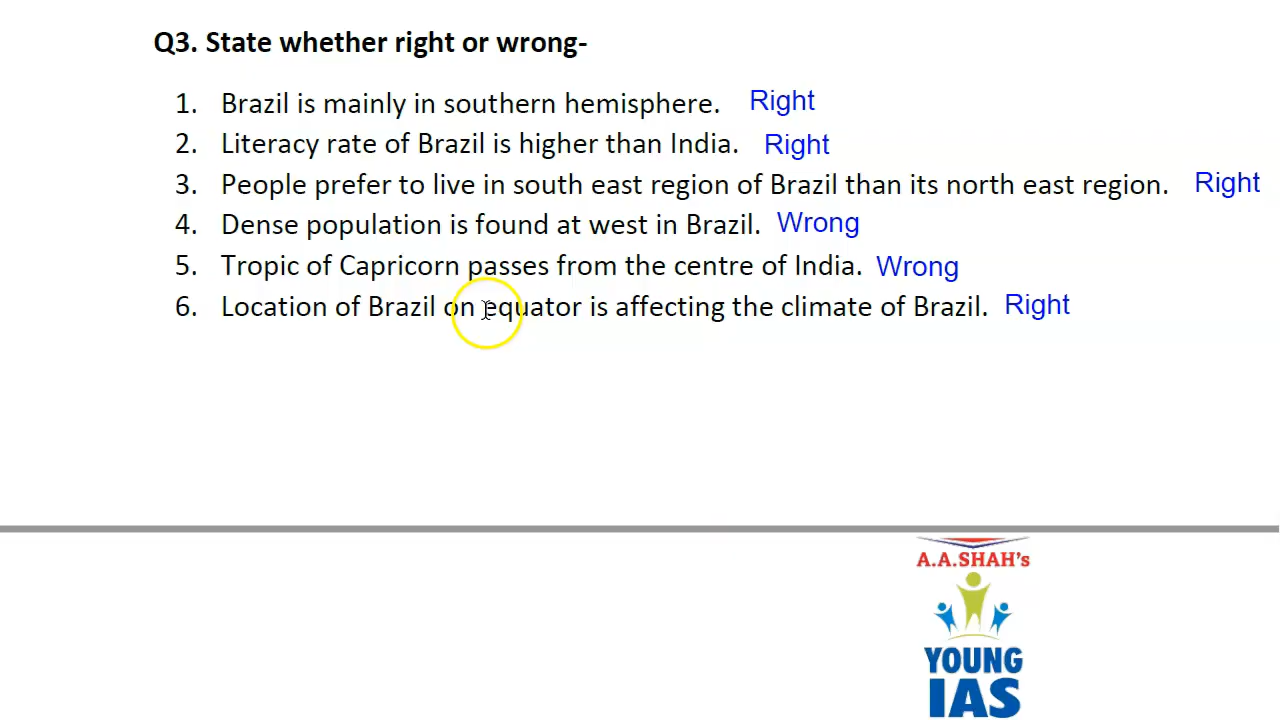 Q3. State whether right or wrong-
1. Brazil is mainly in southern hemisphere. Right
2. Literacy rate of Brazil is higher than India. Right
3. People prefer to live in south east region of Brazil than its north east region. Right
4. Dense population is found at west in Brazil. Wrong
5. Tropic of Capricorn passes from the centre of India. Wrong
6. Location of Brazil on equator is affecting the climate of Brazil. Right
A.A.SHAH's
YOUNG
IAS